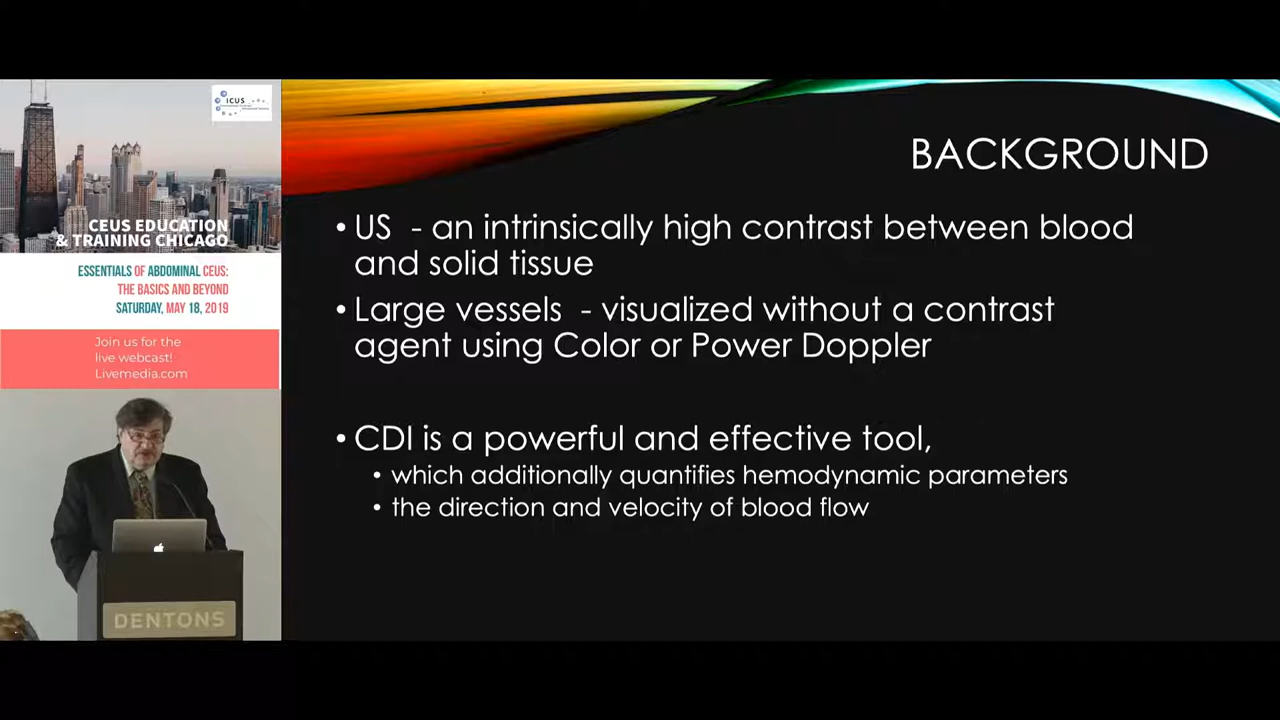 ICUS
CEUS EDUCATION
& TRAINING CHICAGO
ESSENTIALS OF ABDOMINAL CEUS:
THE BASICS AND BEYOND
SATURDAY, MAY 18, 2019
Join us for the
live webcast!
Livemedia.com
DENTONS
BACKGROUND
• US - an intrinsically high contrast between blood
and solid tissue
• Large vessels - visualized without a contrast
agent using Color or Power Doppler
• CDI is a powerful and effective tool,
• which additionally quantifies hemodynamic parameters
• the direction and velocity of blood flow